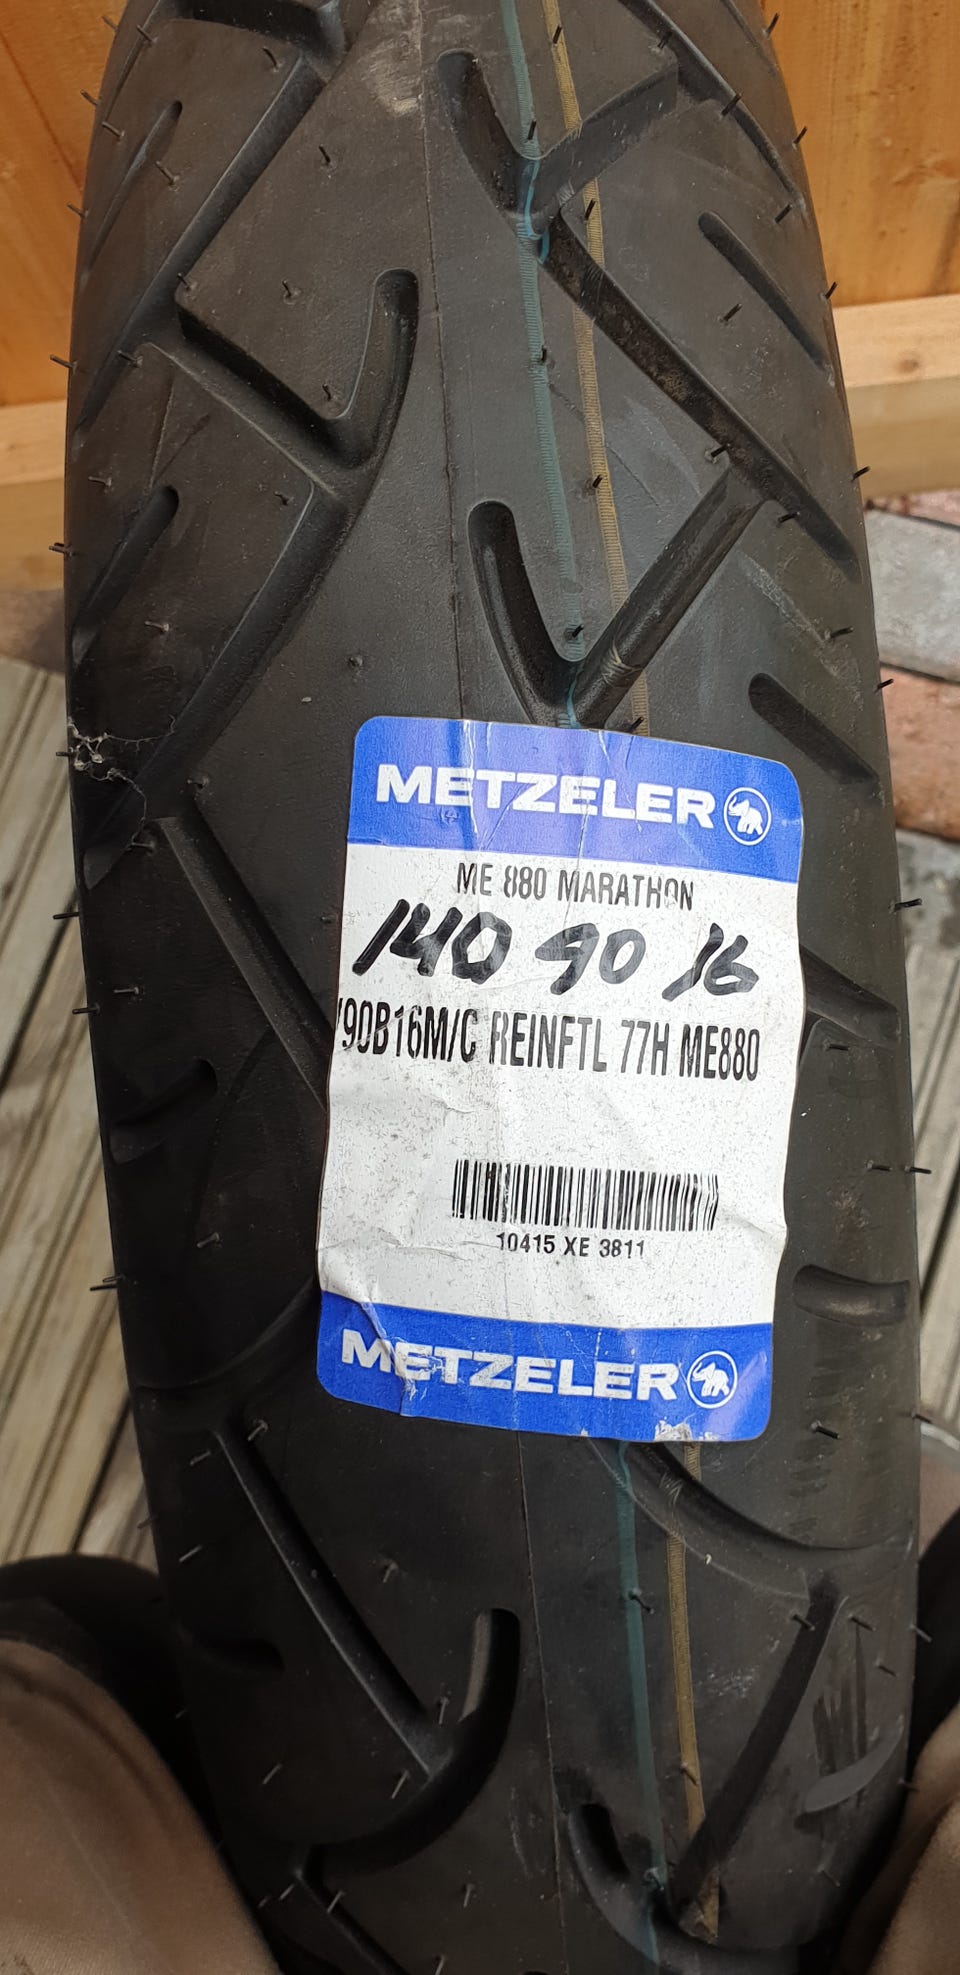 METZELER
ME 880 MARATHON
140 90 16
/90B16M/C REINFTL 77H ME880
10415 XE 3811
METZELER